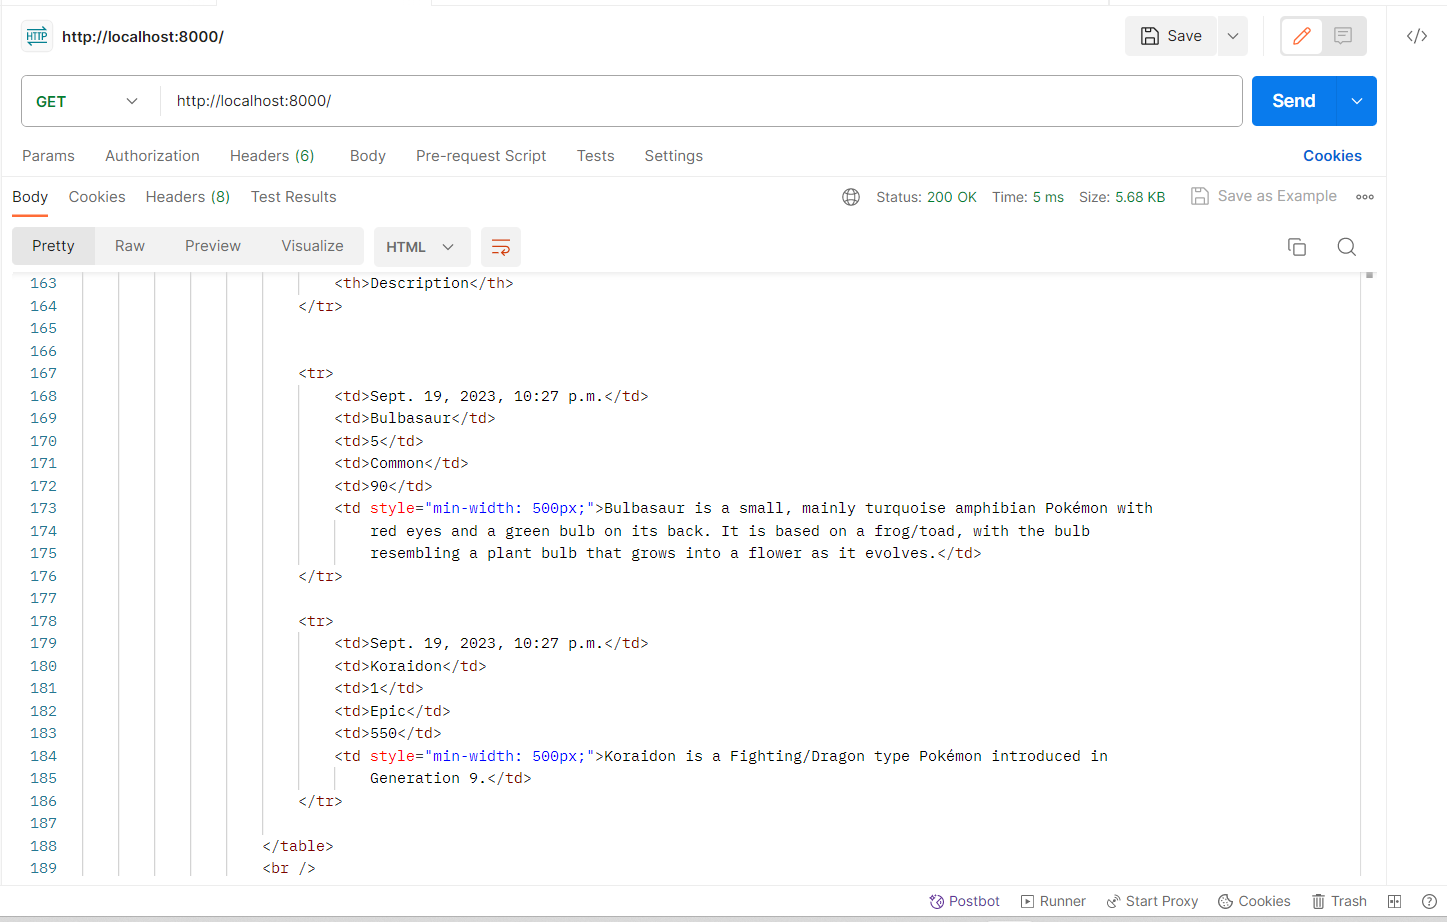 HTTP http://localhost:8000/ Save
GET http://localhost:8000/ Send
Params Authorization Headers (6) Body Pre-request Script Tests Settings Cookies
Body Cookies Headers (8) Test Results Status: 200 OK Time: 5 ms Size: 5.68 KB Save as Example
Pretty Raw Preview Visualize HTML
163 <th>Description</th>
164 </tr>
165
166
167 <tr>
168 <td>Sept. 19, 2023, 10:27 p.m.</td>
169 <td>Bulbasaur</td>
170 <td>5</td>
171 <td>Common</td>
172 <td>90</td>
173 <td style="min-width: 500px;">Bulbasaur is a small, mainly turquoise amphibian Pokémon with
174 red eyes and a green bulb on its back. It is based on a frog/toad, with the bulb
175 resembling a plant bulb that grows into a flower as it evolves.</td>
176 </tr>
177
178 <tr>
179 <td>Sept. 19, 2023, 10:27 p.m.</td>
180 <td>Koraidon</td>
181 <td>1</td>
182 <td>Epic</td>
183 <td>550</td>
184 <td style="min-width: 500px;">Koraidon is a Fighting/Dragon type Pokémon introduced in
185 Generation 9.</td>
186 </tr>
187
188 </table>
189 <br />
Postbot Runner Start Proxy Cookies Trash